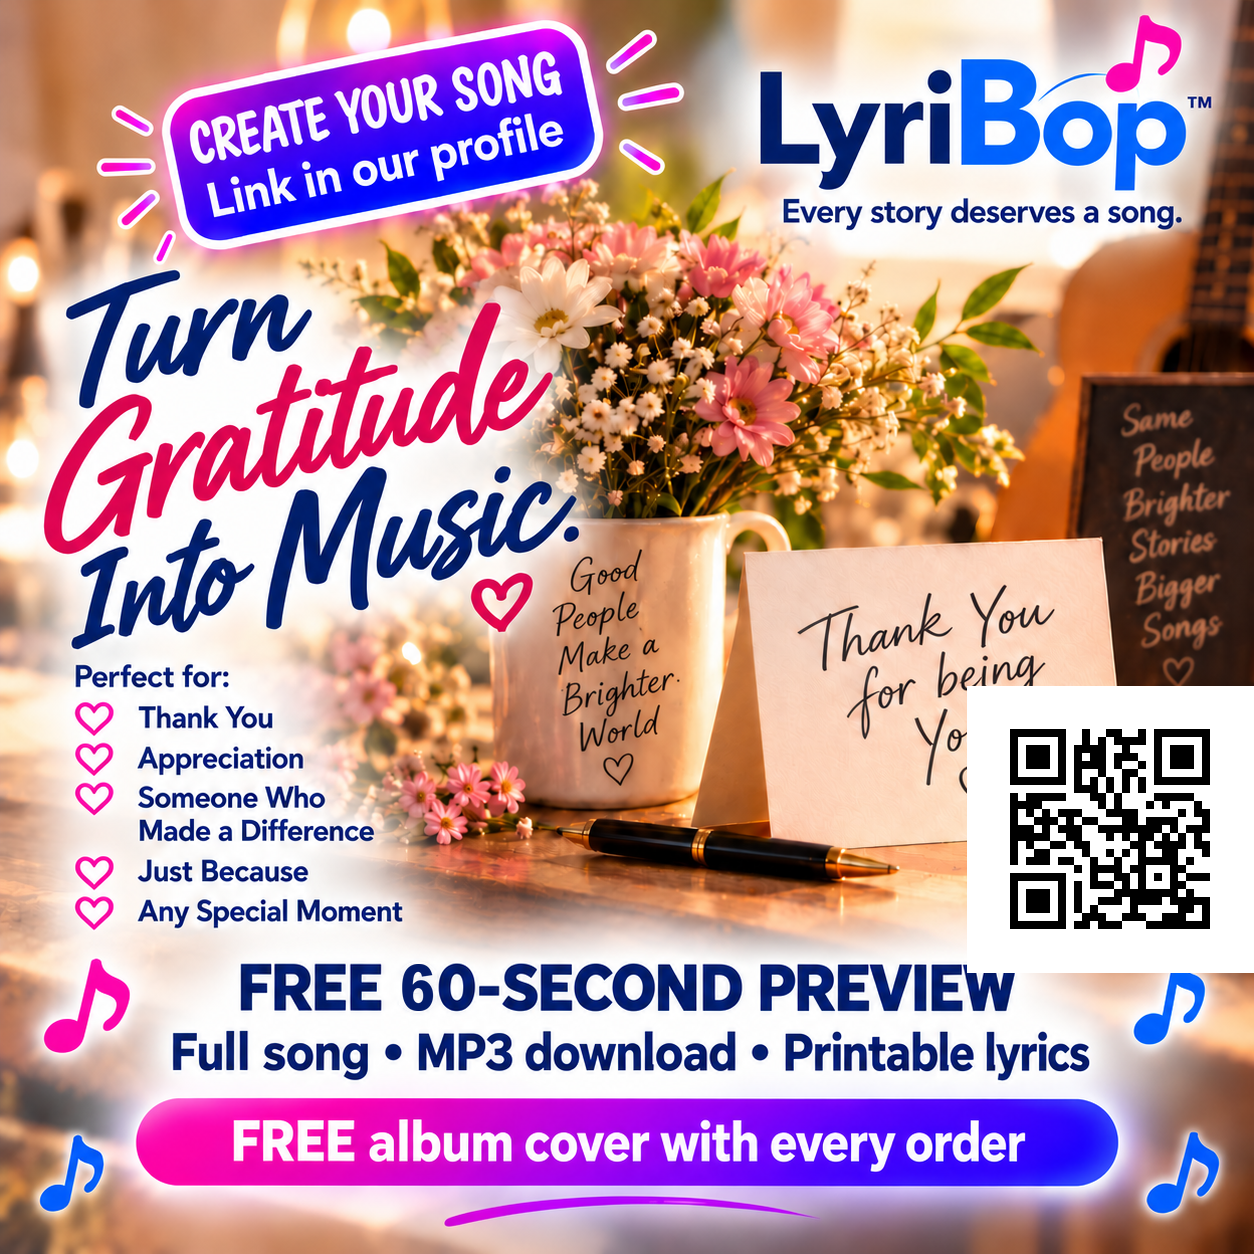 CREATE YOUR SONG
Link in our profile
LyriBop™
Every story deserves a song.
Turn
Gratitude
Into Music.
Good
People
Make a
Brighter
World
Thank You
for being
Same
People
Brighter
Stories
Bigger
Songs
Perfect for:
Thank You
Appreciation
Someone Who
Made a Difference
Just Because
Any Special Moment
FREE 60-SECOND PREVIEW
Full song • MP3 download • Printable lyrics
FREE album cover with every order